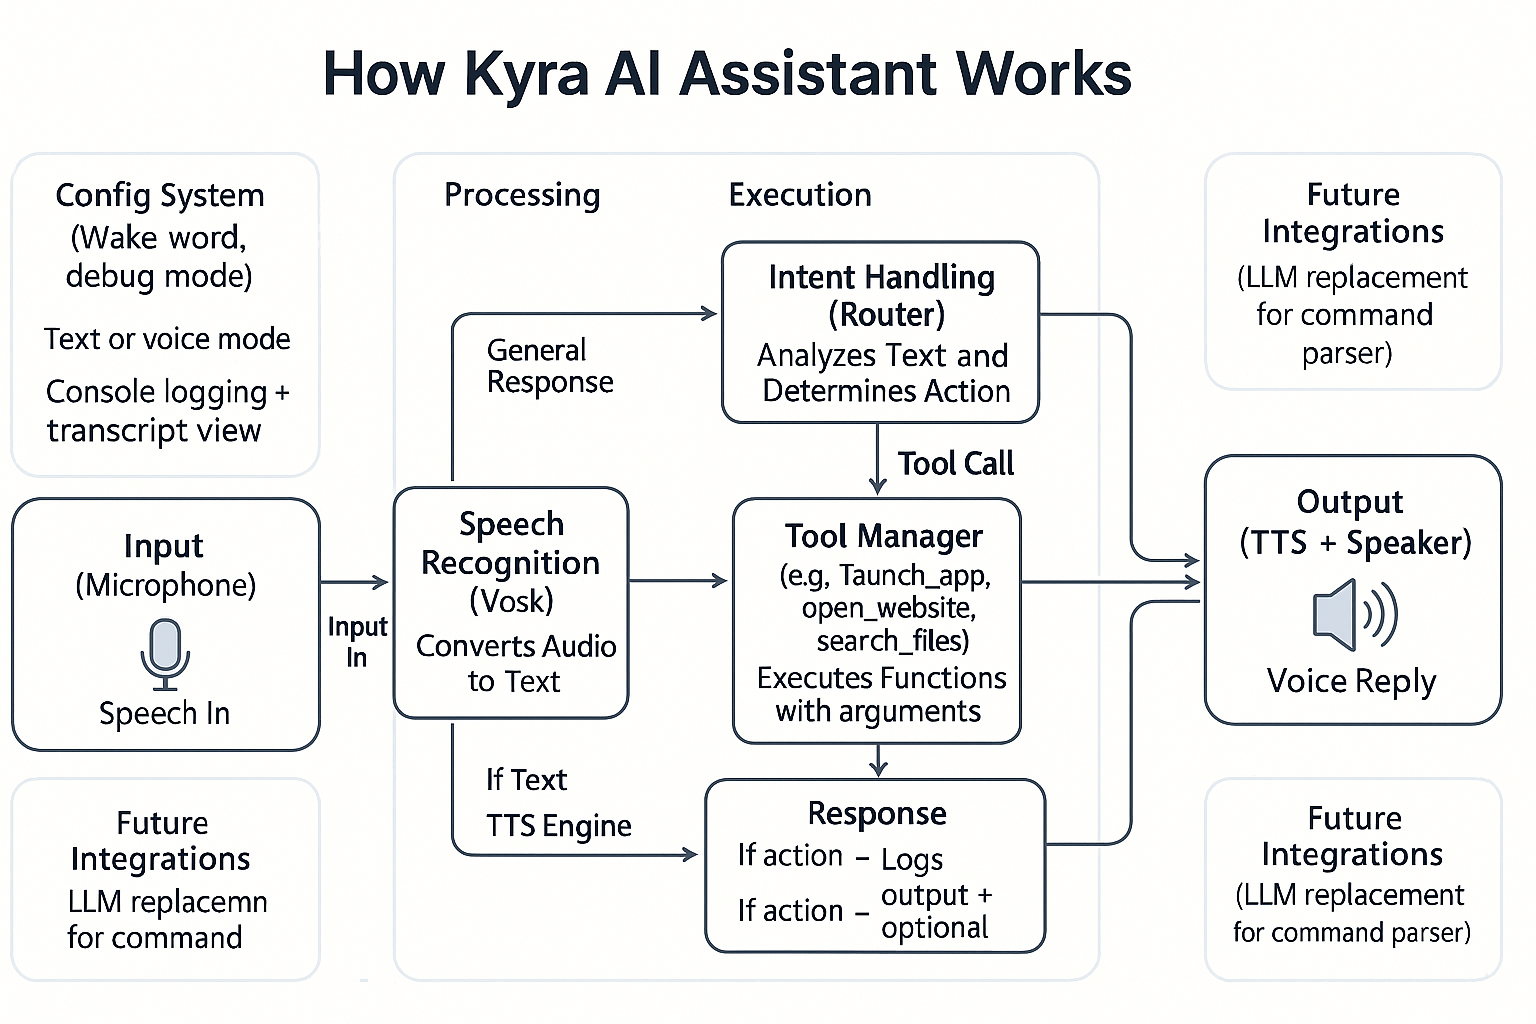 How Kyra AI Assistant Works
Config System
(Wake word,
debug mode)
Text or voice mode
Console logging +
transcript view
Input
(Microphone)
Speech In
Input
In
Future
Integrations
LLM replacemn
for command
Processing
Execution
General
Response
Speech
Recognition
(Vosk)
Converts Audio
to Text
If Text
TTS Engine
Intent Handling
(Router)
Analyzes Text and
Determines Action
Tool Call
Tool Manager
(e.g, Taunch_app,
open_website,
search_files)
Executes Functions
with arguments
Response
If action – Logs
If action – output +
optional
Future
Integrations
(LLM replacement
for command
parser)
Output
(TTS + Speaker)
Voice Reply
Future
Integrations
(LLM replacement
for command parser)